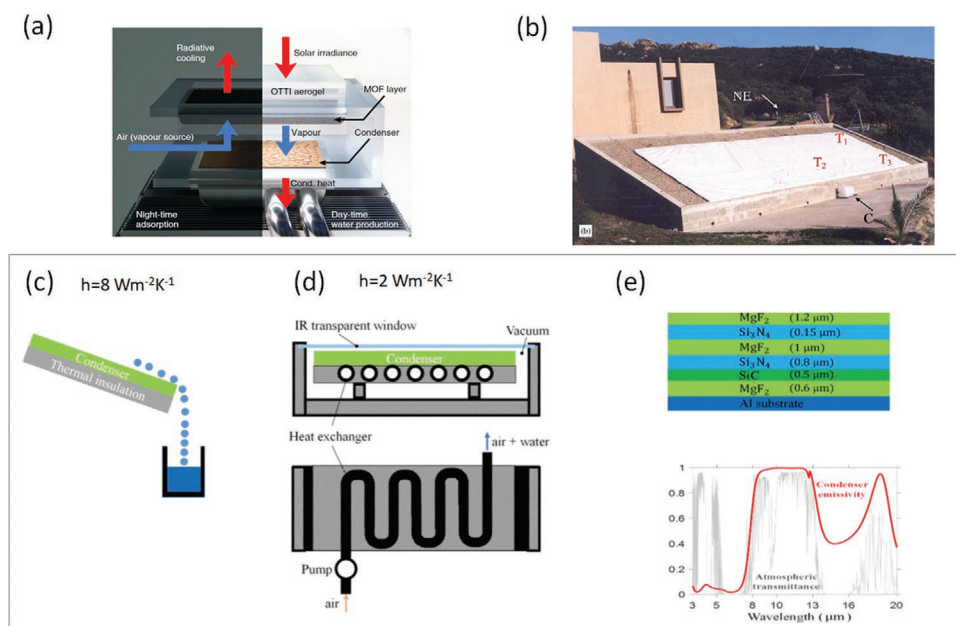 (a)
Radiative
cooling
Solar irradiance
OTTI aerogel
MOF layer
Condenser
Air (vapour source)
Vapour
Cond. heat
Night-time
adsorption
Day-time
water production
(b)
NE
T1
T2
T3
C
(b)
(c)
h=8 Wm-2K-1
Condenser
Thermal insulation
(d)
h=2 Wm-2K-1
IR transparent window
Vacuum
Condenser
Heat exchanger
air + water
Pump
air
(e)
MgF2 (1.2 μm)
Si3N4 (0.15 μm)
MgF2 (1 μm)
Si3N4 (0.8 μm)
SiC (0.5 μm)
MgF2 (0.6 μm)
Al substrate
1
0.8
0.6
0.4
0.2
0
Condenser
emissivity
Atmospheric
transmittance
3 5 8 10 13 16 20
Wavelength (μm)